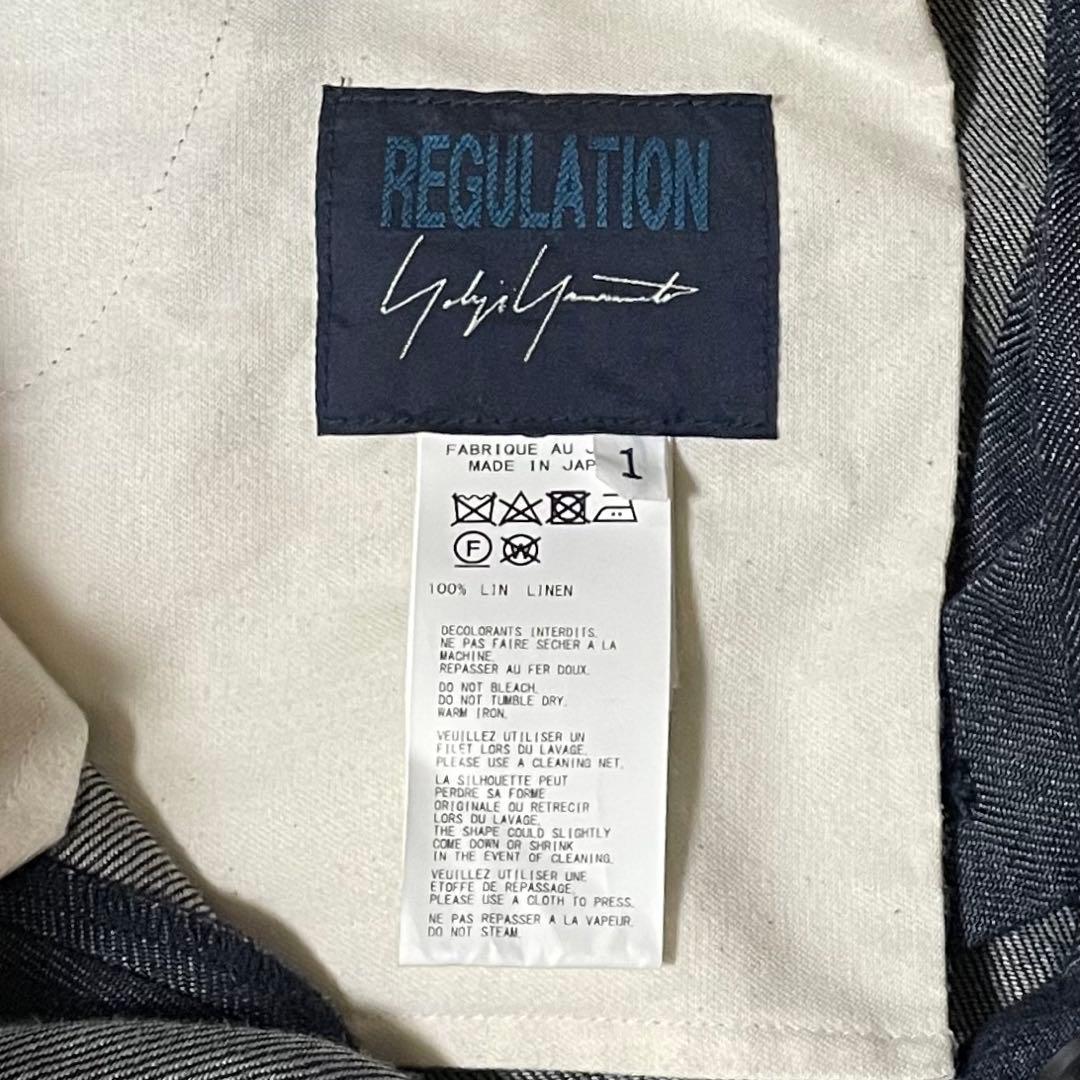 REGULATION
Yohji Yamamoto
FABRIQUE AU J
MADE IN JAP
1
F
W
100% LIN LINEN
DECOLORANTS INTERDITS.
NE PAS FAIRE SECHER A LA
MACHINE.
REPASSER AU FER DOUX.
DO NOT BLEACH.
DO NOT TUMBLE DRY.
WARM IRON.
VEUILLEZ UTILISER UN
FILET LORS DU LAVAGE.
PLEASE USE A CLEANING NET.
LA SILHOUETTE PEUT
PERDRE SA FORME
ORIGINALE OU RETRECIR
LORS DU LAVAGE.
THE SHAPE COULD SLIGHTLY
COME DOWN OR SHRINK
IN THE EVENT OF CLEANING.
VEUILLEZ UTILISER UNE
ETOFFE DE REPASSAGE.
PLEASE USE A CLOTH TO PRESS.
NE PAS REPASSER A LA VAPEUR.
DO NOT STEAM.